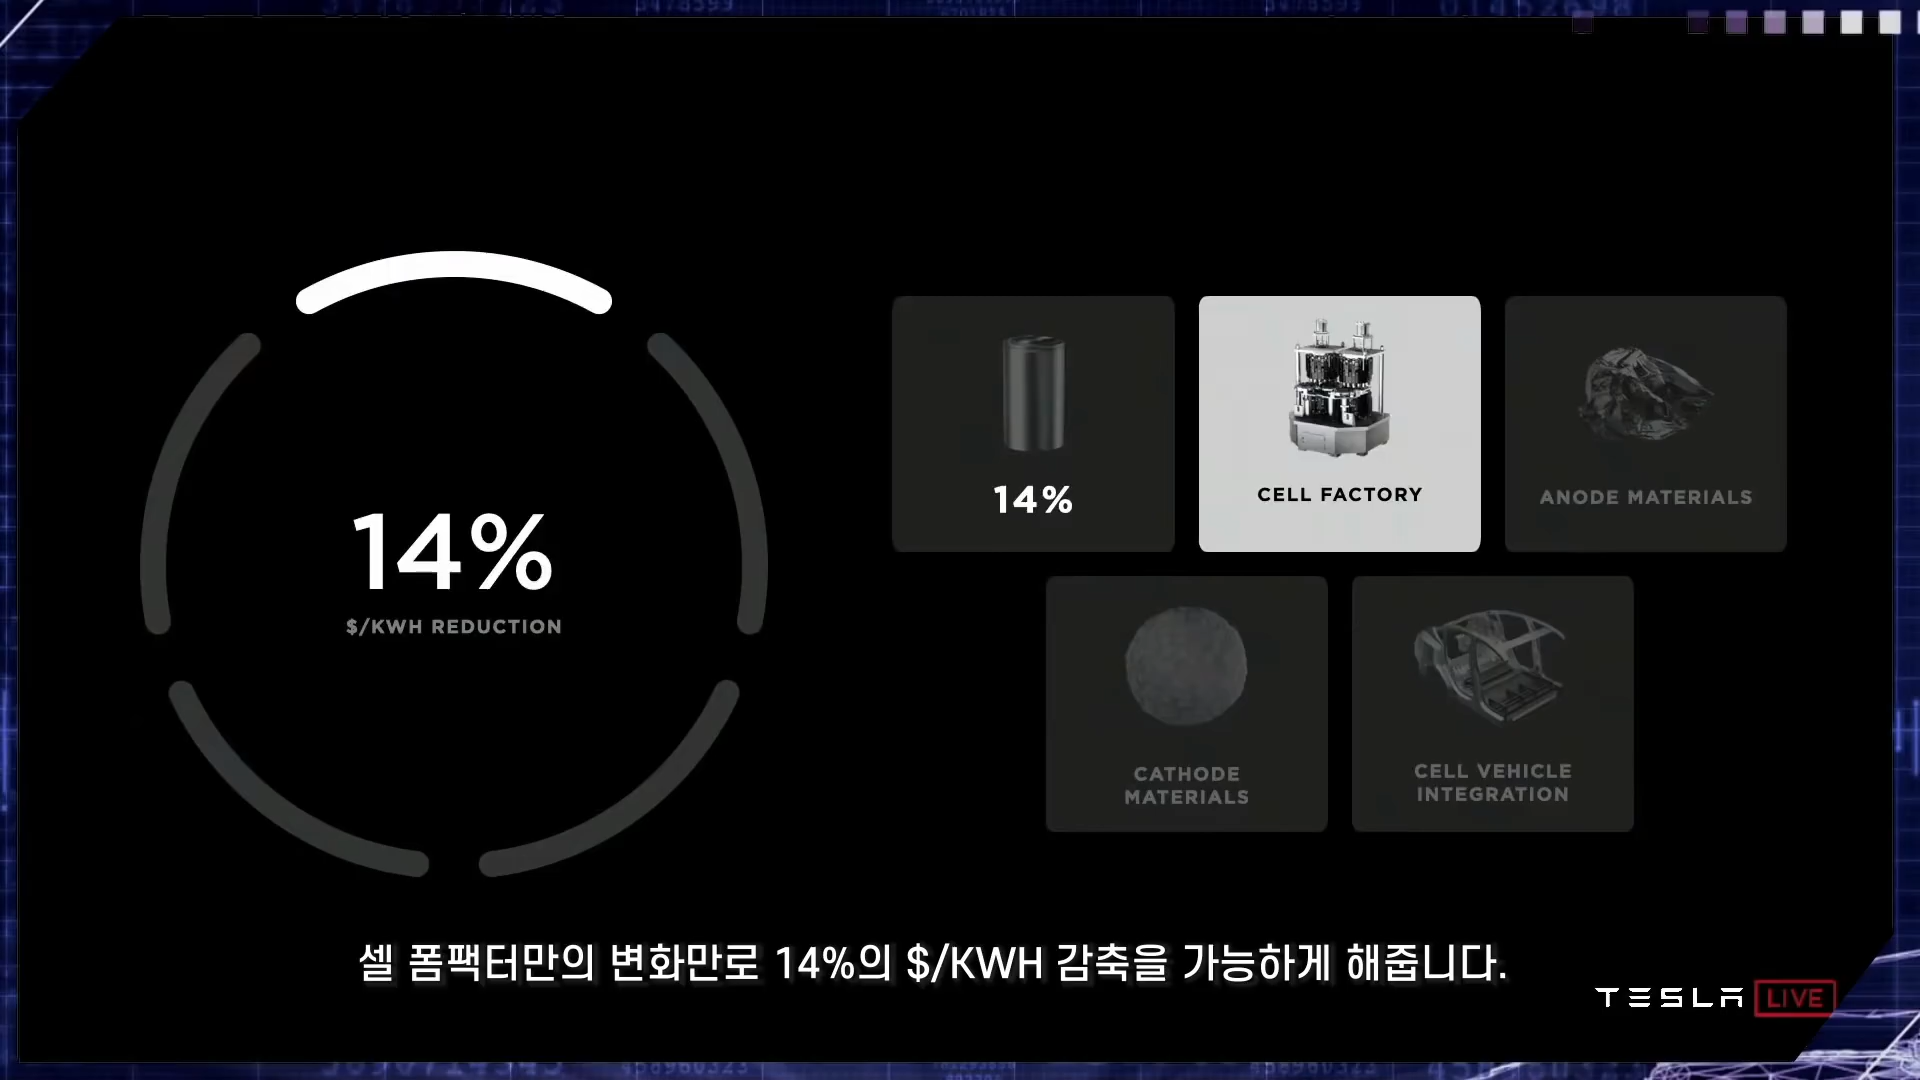 14%
$/KWH REDUCTION
14%
CELL FACTORY
ANODE MATERIALS
CATHODE
MATERIALS
CELL VEHICLE
INTEGRATION
셀 폼팩터만의 변화만로 14%의 $/KWH 감축을 가능하게 해줍니다.
TESLA LIVE